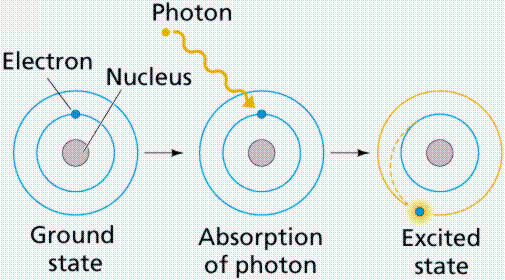 Photon
Electron
Nucleus
Ground
state
Absorption
of photon
Excited
state